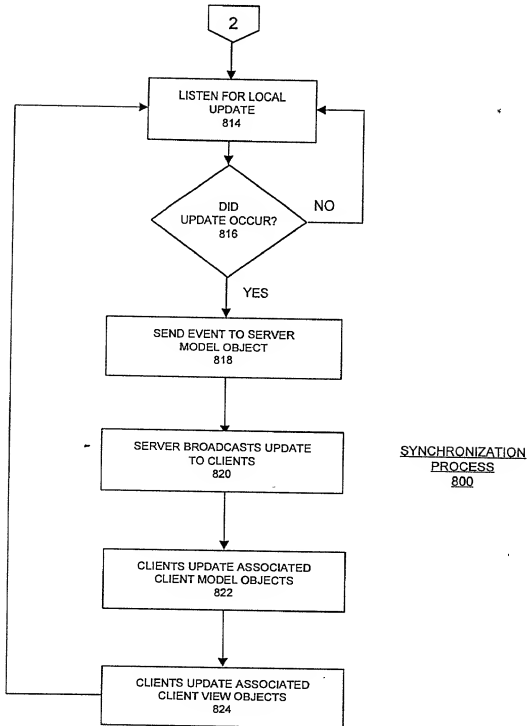 2
LISTEN FOR LOCAL
UPDATE
814
DID
UPDATE OCCUR?
816
NO
YES
SEND EVENT TO SERVER
MODEL OBJECT
818
SERVER BROADCASTS UPDATE
TO CLIENTS
820
SYNCHRONIZATION
PROCESS
800
CLIENTS UPDATE ASSOCIATED
CLIENT MODEL OBJECTS
822
CLIENTS UPDATE ASSOCIATED
CLIENT VIEW OBJECTS
824